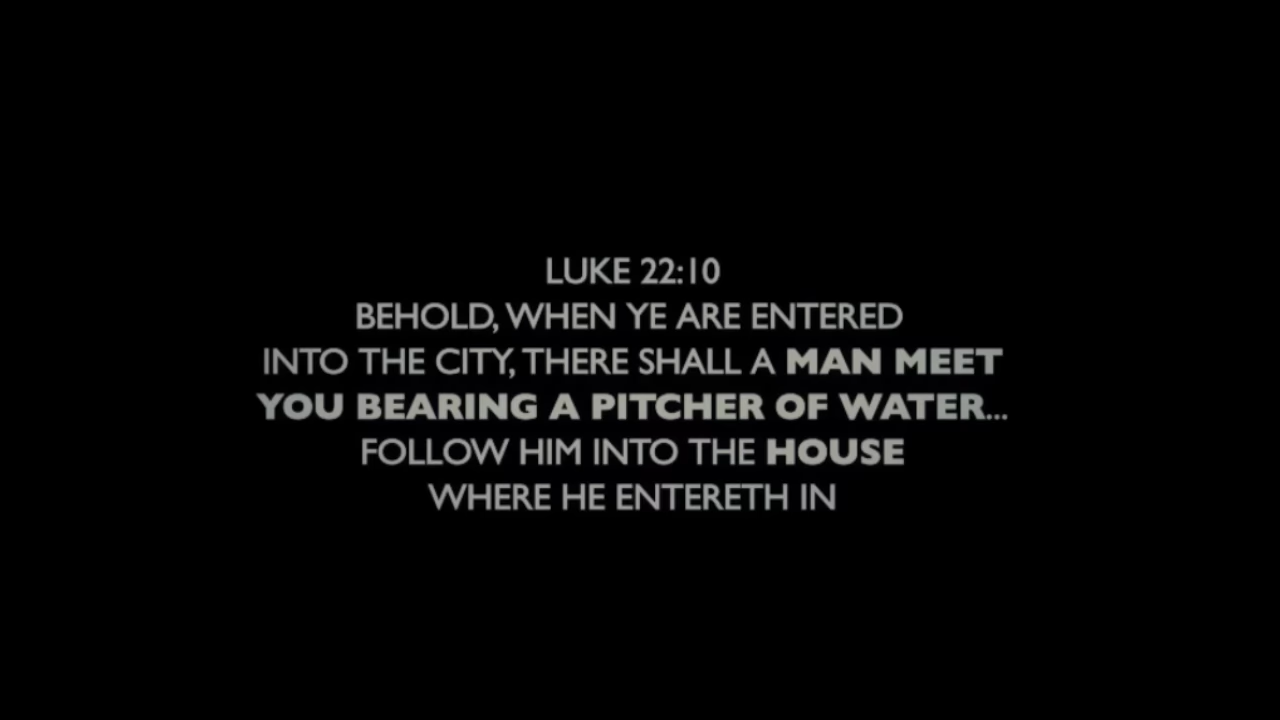 LUKE 22:10
BEHOLD, WHEN YE ARE ENTERED
INTO THE CITY, THERE SHALL A MAN MEET
YOU BEARING A PITCHER OF WATER...
FOLLOW HIM INTO THE HOUSE
WHERE HE ENTERETH IN